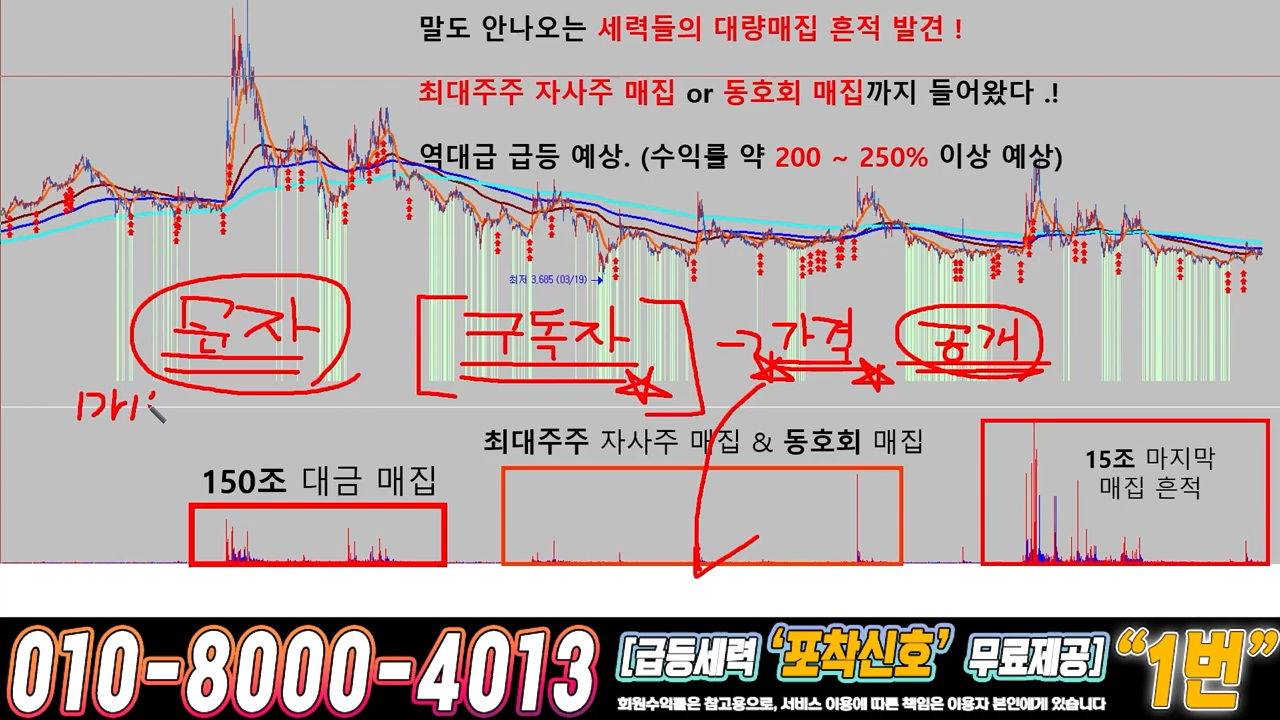 말도 안나오는 세력들의 대량매집 흔적 발견 !
최대주주 자사주 매집 or 동호회 매집까지 들어왔다 .!
역대급 급등 예상. (수익률 약 200 ~ 250% 이상 예상)
최저 3,685 (03/19)
문자
구독자
가격
공개
최대주주 자사주 매집 & 동호회 매집
150조 대금 매집
15조 마지막
매집 흔적
010-8000-4013
[급등세력 ‘포착신호’ 무료제공] “1번”
회원수익률은 참고용으로, 서비스 이용에 따른 책임은 이용자 본인에게 있습니다